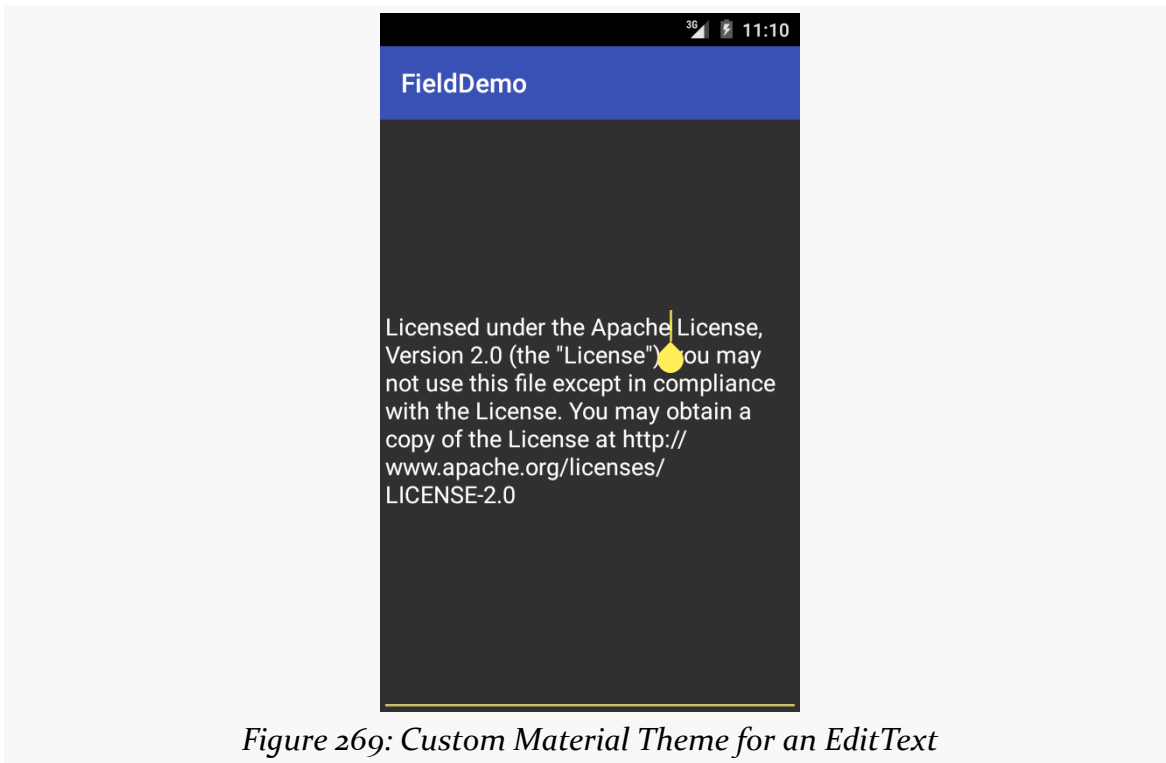 3G 11:10
FieldDemo
Licensed under the Apache License,
Version 2.0 (the "License") you may
not use this file except in compliance
with the License. You may obtain a
copy of the License at http://
www.apache.org/licenses/
LICENSE-2.0
Figure 269: Custom Material Theme for an EditText